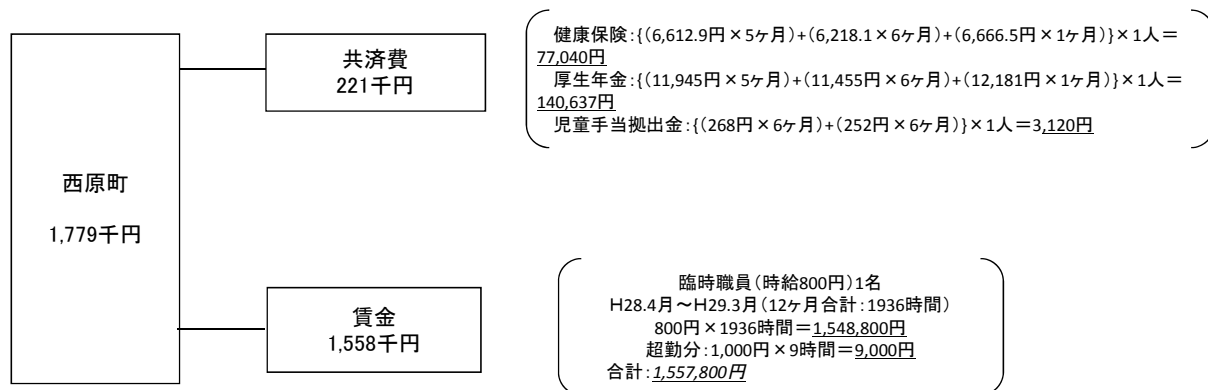 西原町
1,779千円
共済費
221千円
健康保険:{(6,612.9円×5ヶ月)+(6,218.1×6ヶ月)+(6,666.5円×1ヶ月)}×1人=
77,040円
厚生年金:{(11,945円×5ヶ月)+(11,455円×6ヶ月)+(12,181円×1ヶ月)}×1人=
140,637円
児童手当拠出金:{(268円×6ヶ月)+(252円×6ヶ月)}×1人=3,120円
賃金
1,558千円
臨時職員(時給800円)1名
H28.4月~H29.3月(12ヶ月合計:1936時間)
800円×1936時間=1,548,800円
超勤分:1,000円×9時間=9,000円
合計:1,557,800円